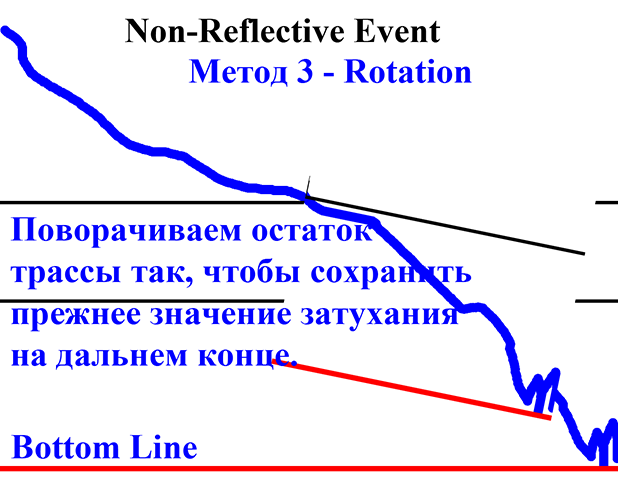 Non-Reflective Event
Метод 3 - Rotation
Поворачиваем остаток
трассы так, чтобы сохранить
прежнее значение затухания
на дальнем конце.
Bottom Line